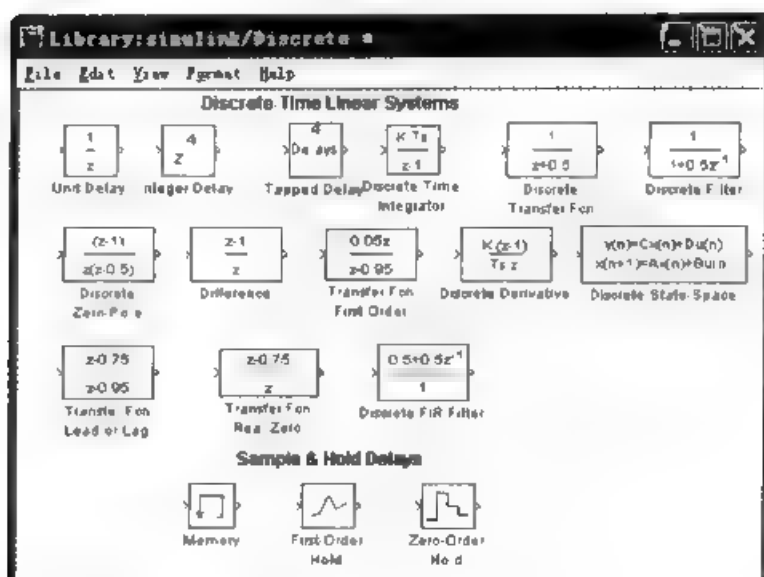 Library:simulink/Discrete
File Edit View Format Help
Discrete-Time Linear Systems
1
z
Unit Delay
-4
Z
nteger Delay
4
Delays
Tapped Delay
K Ts
z-1
Discrete Time
Integrator
1
z+0.5
Discrete
Transfer Fcn
1
1+0.5z⁻¹
Discrete Filter
(z-1)
z(z-0.5)
Discrete
Zero-Pole
z-1
z
Difference
0.05z
z-0.95
Transfer Fcn
First Order
K (z-1)
Ts z
Discrete Derivative
y(n)=Cx(n)+Du(n)
x(n+1)=Ax(n)+Bu(n
Discrete State-Space
z-0.75
z-0.95
Transfer Fcn
Lead or Lag
z-0.75
z
Transfer Fcn
Real Zero
0.5+0.5z⁻¹
1
Discrete FIR Filter
Sample & Hold Delays
Memory
First-Order
Hold
Zero-Order
Hold